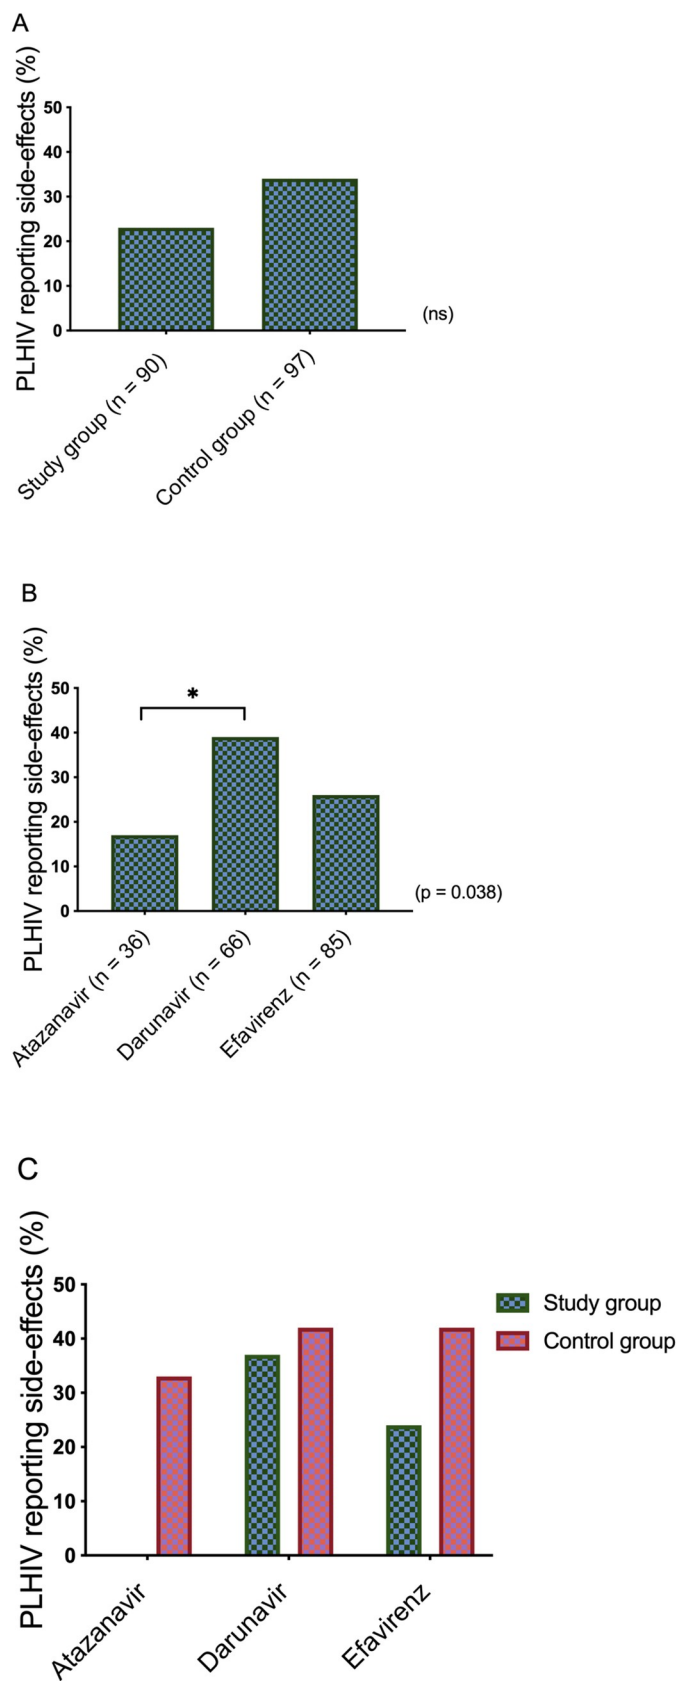 A
PLHIV reporting side-effects (%)
50
40
30
20
10
0
(ns)
Study group (n = 90)
Control group (n = 97)
B
PLHIV reporting side-effects (%)
50
*
40
30
20
10
0
(p = 0.038)
Atazanavir (n = 36)
Darunavir (n = 66)
Efavirenz (n = 85)
C
PLHIV reporting side-effects (%)
50
40
30
20
10
0
Study group
Control group
Atazanavir
Darunavir
Efavirenz